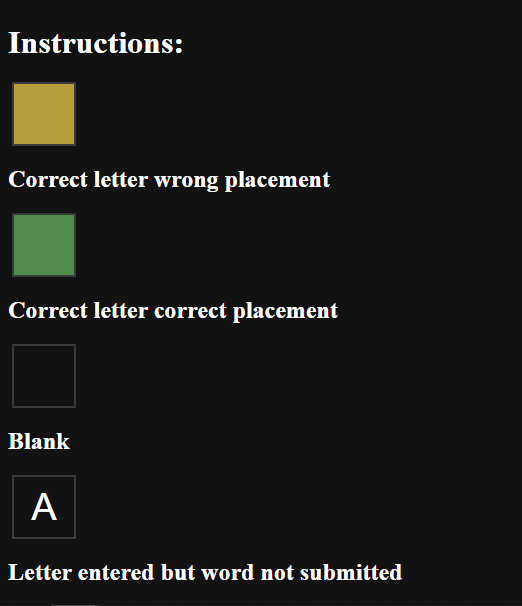 Instructions:
Correct letter wrong placement
Correct letter correct placement
Blank
A
Letter entered but word not submitted